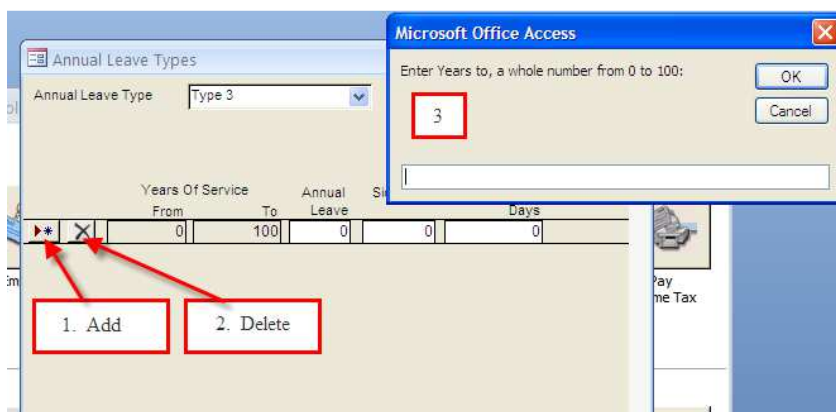 Microsoft Office Access
Annual Leave Types
Enter Years to, a whole number from 0 to 100:
OK
Annual Leave Type Type 3
Cancel
3
Years Of Service Annual
From To Leave Days
0 100 0 0 0
1. Add
2. Delete
Pay
me Tax